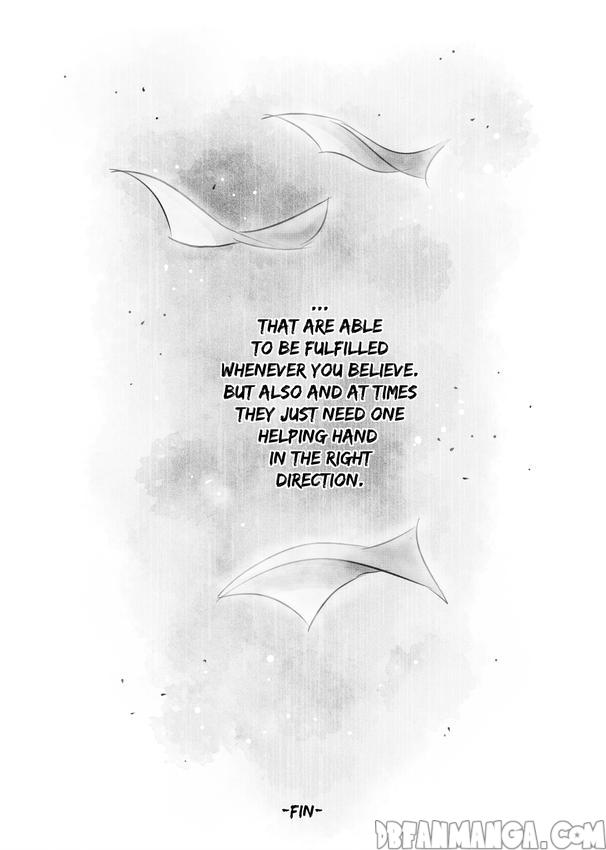 ...
THAT ARE ABLE
TO BE FULFILLED
WHENEVER YOU BELIEVE.
BUT ALSO AND AT TIMES
THEY JUST NEED ONE
HELPING HAND
IN THE RIGHT
DIRECTION.
-FIN-
DBFANMANGA.COM